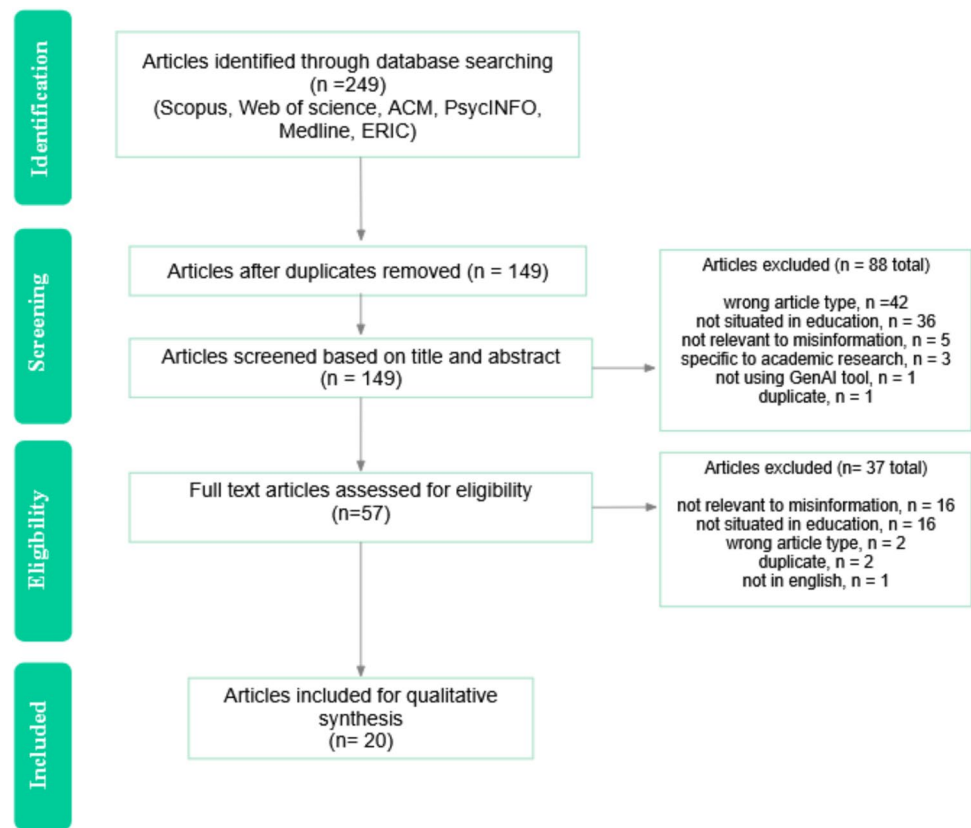 Identification
Articles identified through database searching
(n =249)
(Scopus, Web of science, ACM, PsycINFO,
Medline, ERIC)
Screening
Articles after duplicates removed (n = 149)
Articles screened based on title and abstract
(n = 149)
Articles excluded (n = 88 total)
wrong article type, n =42
not situated in education, n = 36
not relevant to misinformation, n = 5
specific to academic research, n = 3
not using GenAI tool, n = 1
duplicate, n = 1
Eligibility
Full text articles assessed for eligibility
(n=57)
Articles excluded (n= 37 total)
not relevant to misinformation, n = 16
not situated in education, n = 16
wrong article type, n = 2
duplicate, n = 2
not in english, n = 1
Included
Articles included for qualitative
synthesis
(n= 20)